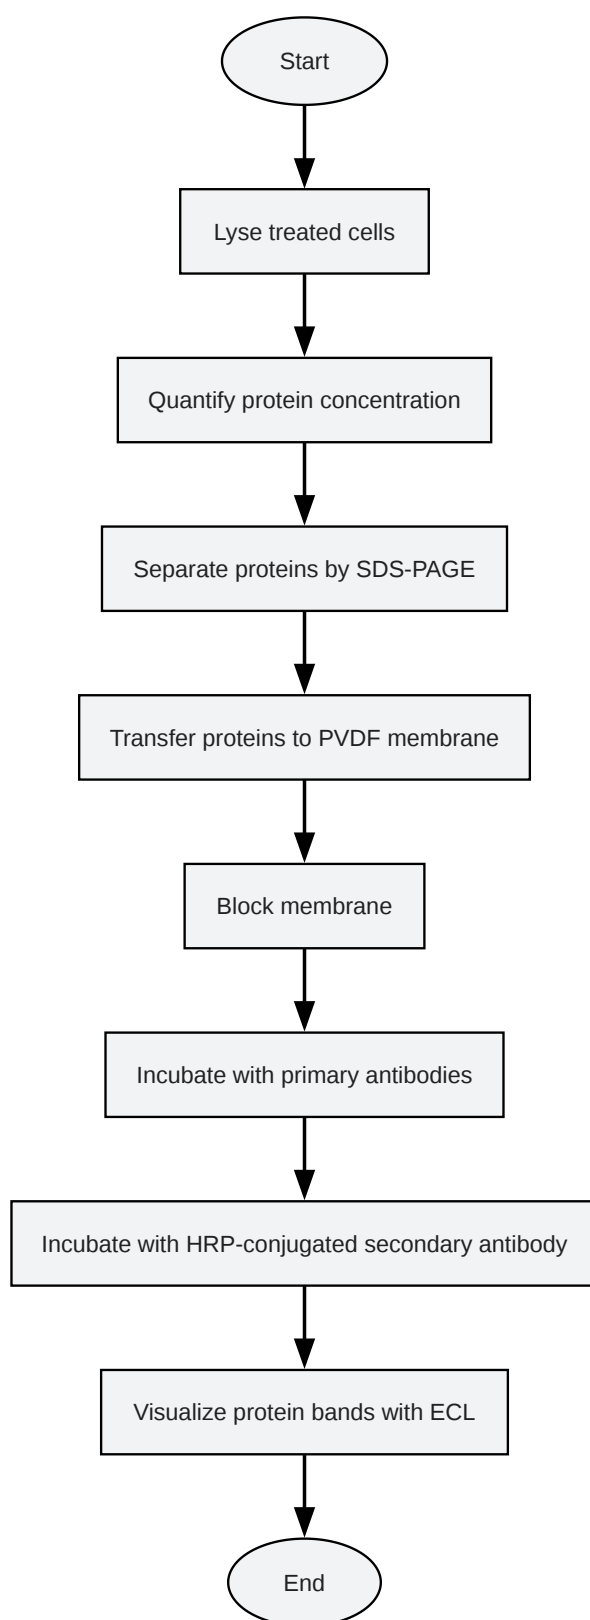 Start
Lyse treated cells
Quantify protein concentration
Separate proteins by SDS-PAGE
Transfer proteins to PVDF membrane
Block membrane
Incubate with primary antibodies
Incubate with HRP-conjugated secondary antibody
Visualize protein bands with ECL
End